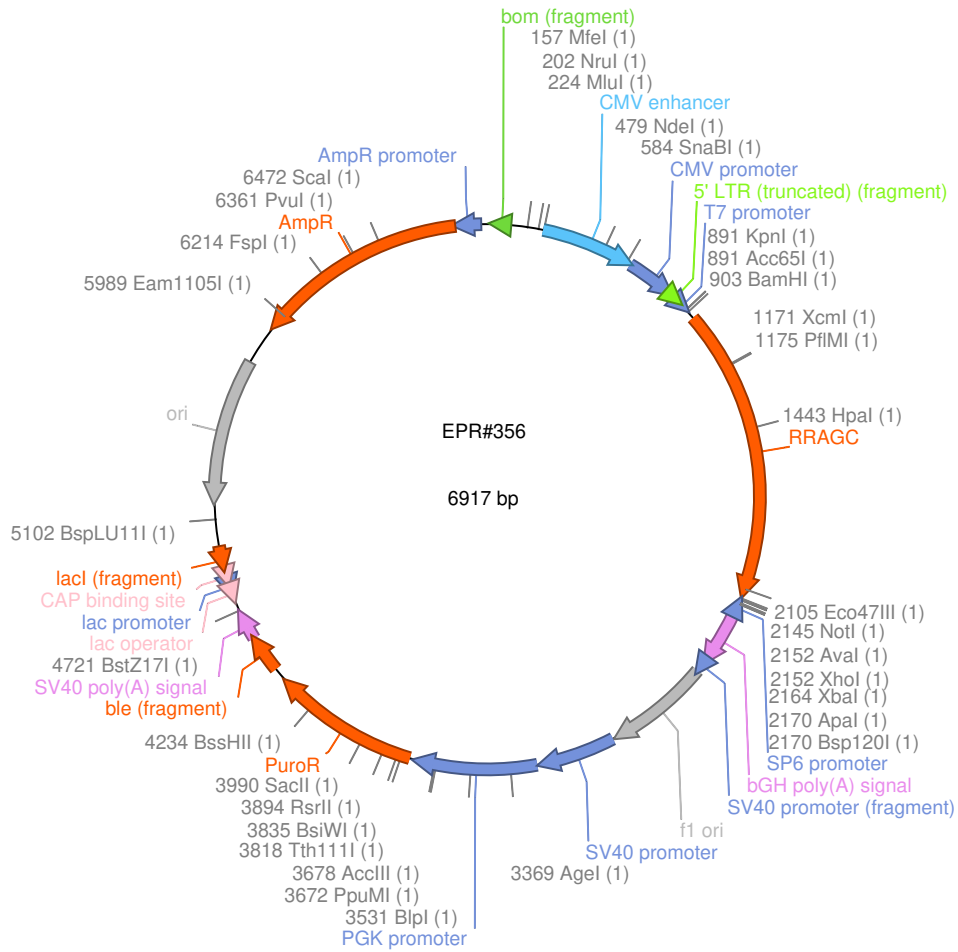 bom (fragment)
157 MfeI (1)
202 NruI (1)
224 MluI (1)
CMV enhancer
479 NdeI (1)
584 SnaBI (1)
CMV promoter
5' LTR (truncated) (fragment)
T7 promoter
891 KpnI (1)
891 Acc65I (1)
903 BamHI (1)
1171 XcmI (1)
1175 PflMI (1)
1443 HpaI (1)
RRAGC
2105 Eco47III (1)
2145 NotI (1)
2152 AvaI (1)
2152 XhoI (1)
2164 XbaI (1)
2170 ApaI (1)
2170 Bsp120I (1)
SP6 promoter
bGH poly(A) signal
SV40 promoter (fragment)
f1 ori
SV40 promoter
3369 AgeI (1)
PGK promoter
3531 BlpI (1)
3672 PpuMI (1)
3678 AccIII (1)
3818 Tth111I (1)
3835 BsiWI (1)
3894 RsrII (1)
3990 SacII (1)
PuroR
4234 BssHII (1)
ble (fragment)
SV40 poly(A) signal
4721 BstZ17I (1)
lac operator
lac promoter
CAP binding site
lacI (fragment)
5102 BspLU11I (1)
ori
5989 Eam1105I (1)
6214 FspI (1)
AmpR
6361 PvuI (1)
6472 ScaI (1)
AmpR promoter
EPR#356
6917 bp